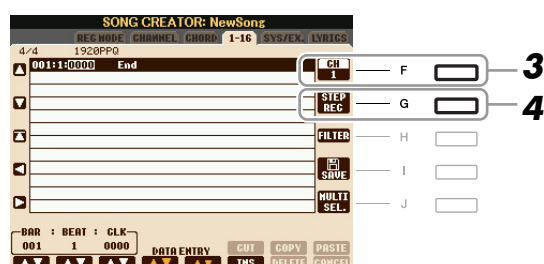 SONG CREATOR: NewSong
REC MODE CHANNEL CHORD 1-16 SYS/EX. LYRICS
4/4 1920PPQ
001:1:0000 End
CH
1
F
3
STEP
REC
G
4
FILTER
H
SAVE
I
MULTI
SEL.
J
BAR : BEAT : CLK
001 1 0000
DATA ENTRY
CUT COPY PASTE
INS DELETE CANCEL